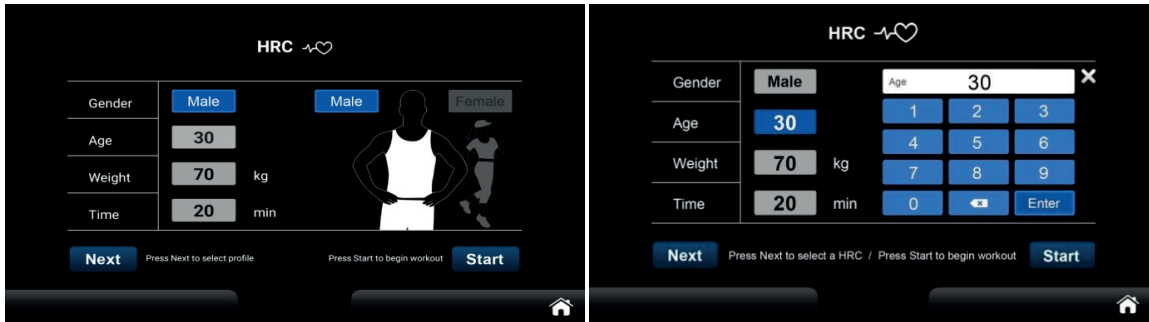 HRC
Gender Male Male Female
Age 30
Weight 70 kg
Time 20 min
Next Press Next to select profile Press Start to begin workout Start
HRC
Gender Male Age 30
1 2 3
Age 30
4 5 6
Weight 70 kg
7 8 9
Time 20 min 0 Enter
Next Press Next to select a HRC / Press Start to begin workout Start